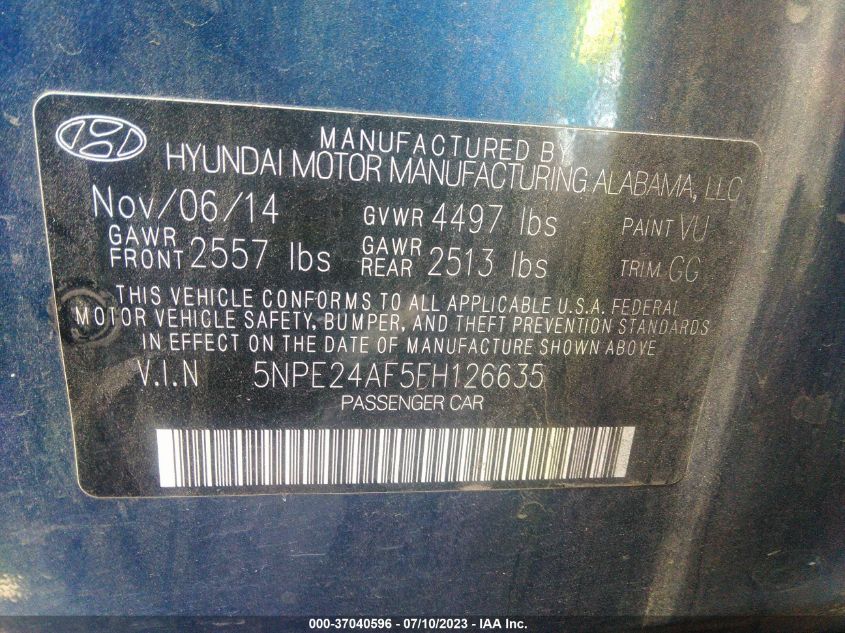 MANUFACTURED BY
HYUNDAI MOTOR MANUFACTURING ALABAMA, LLC
Nov/06/14 GVWR 4497 lbs PAINT VU
GAWR FRONT 2557 lbs GAWR REAR 2513 lbs TRIM GG
THIS VEHICLE CONFORMS TO ALL APPLICABLE U.S.A. FEDERAL
MOTOR VEHICLE SAFETY, BUMPER, AND THEFT PREVENTION STANDARDS
IN EFFECT ON THE DATE OF MANUFACTURE SHOWN ABOVE
V.I.N 5NPE24AF5FH126635
PASSENGER CAR
000-37040596 - 07/10/2023 - IAA Inc.